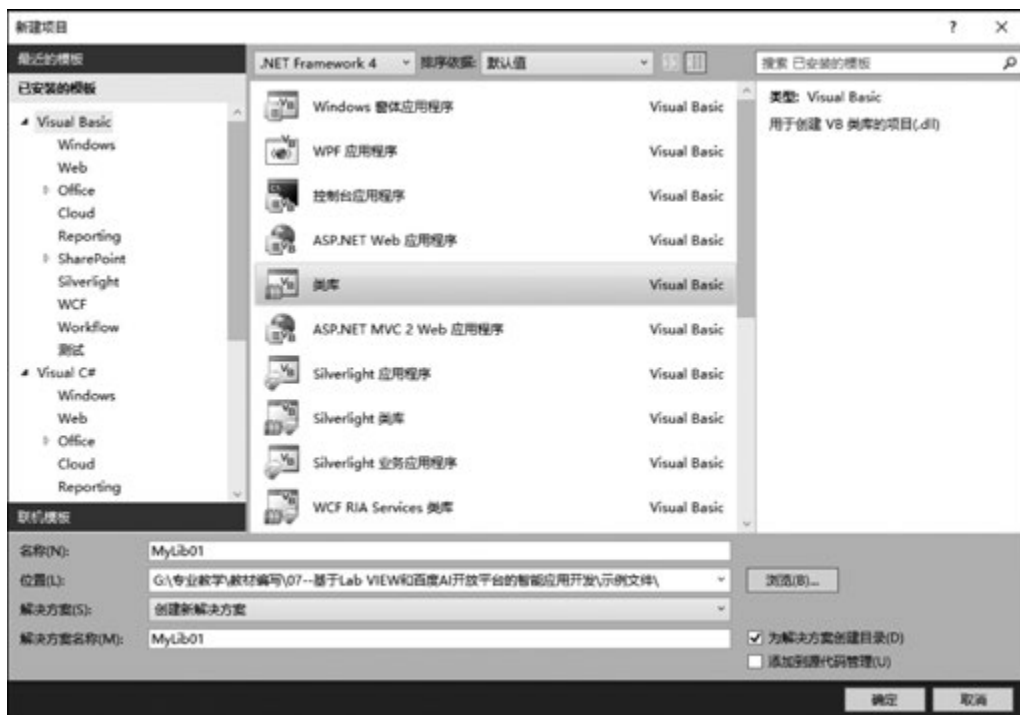 新建项目
最近的模板
已安装的模板
Visual Basic
Windows
Web
Office
Cloud
Reporting
SharePoint
Silverlight
WCF
Workflow
测试
Visual C#
Windows
Web
Office
Cloud
Reporting
联机模板
.NET Framework 4 排序依据: 默认值
Windows 窗体应用程序 Visual Basic
WPF 应用程序 Visual Basic
控制台应用程序 Visual Basic
ASP.NET Web 应用程序 Visual Basic
类库 Visual Basic
ASP.NET MVC 2 Web 应用程序 Visual Basic
Silverlight 应用程序 Visual Basic
Silverlight 类库 Visual Basic
Silverlight 业务应用程序 Visual Basic
WCF RIA Services 类库 Visual Basic
搜索 已安装的模板
类型: Visual Basic
用于创建 VB 类库的项目(.dll)
名称(N): MyLib01
位置(L): G:\专业教学\教材编写\07--基于Lab VIEW和百度AI开放平台的智能应用开发\示例文件\ 浏览(B)...
解决方案(S): 创建新解决方案
解决方案名称(M): MyLib01
为解决方案创建目录(D)
添加到源代码管理(U)
确定 取消